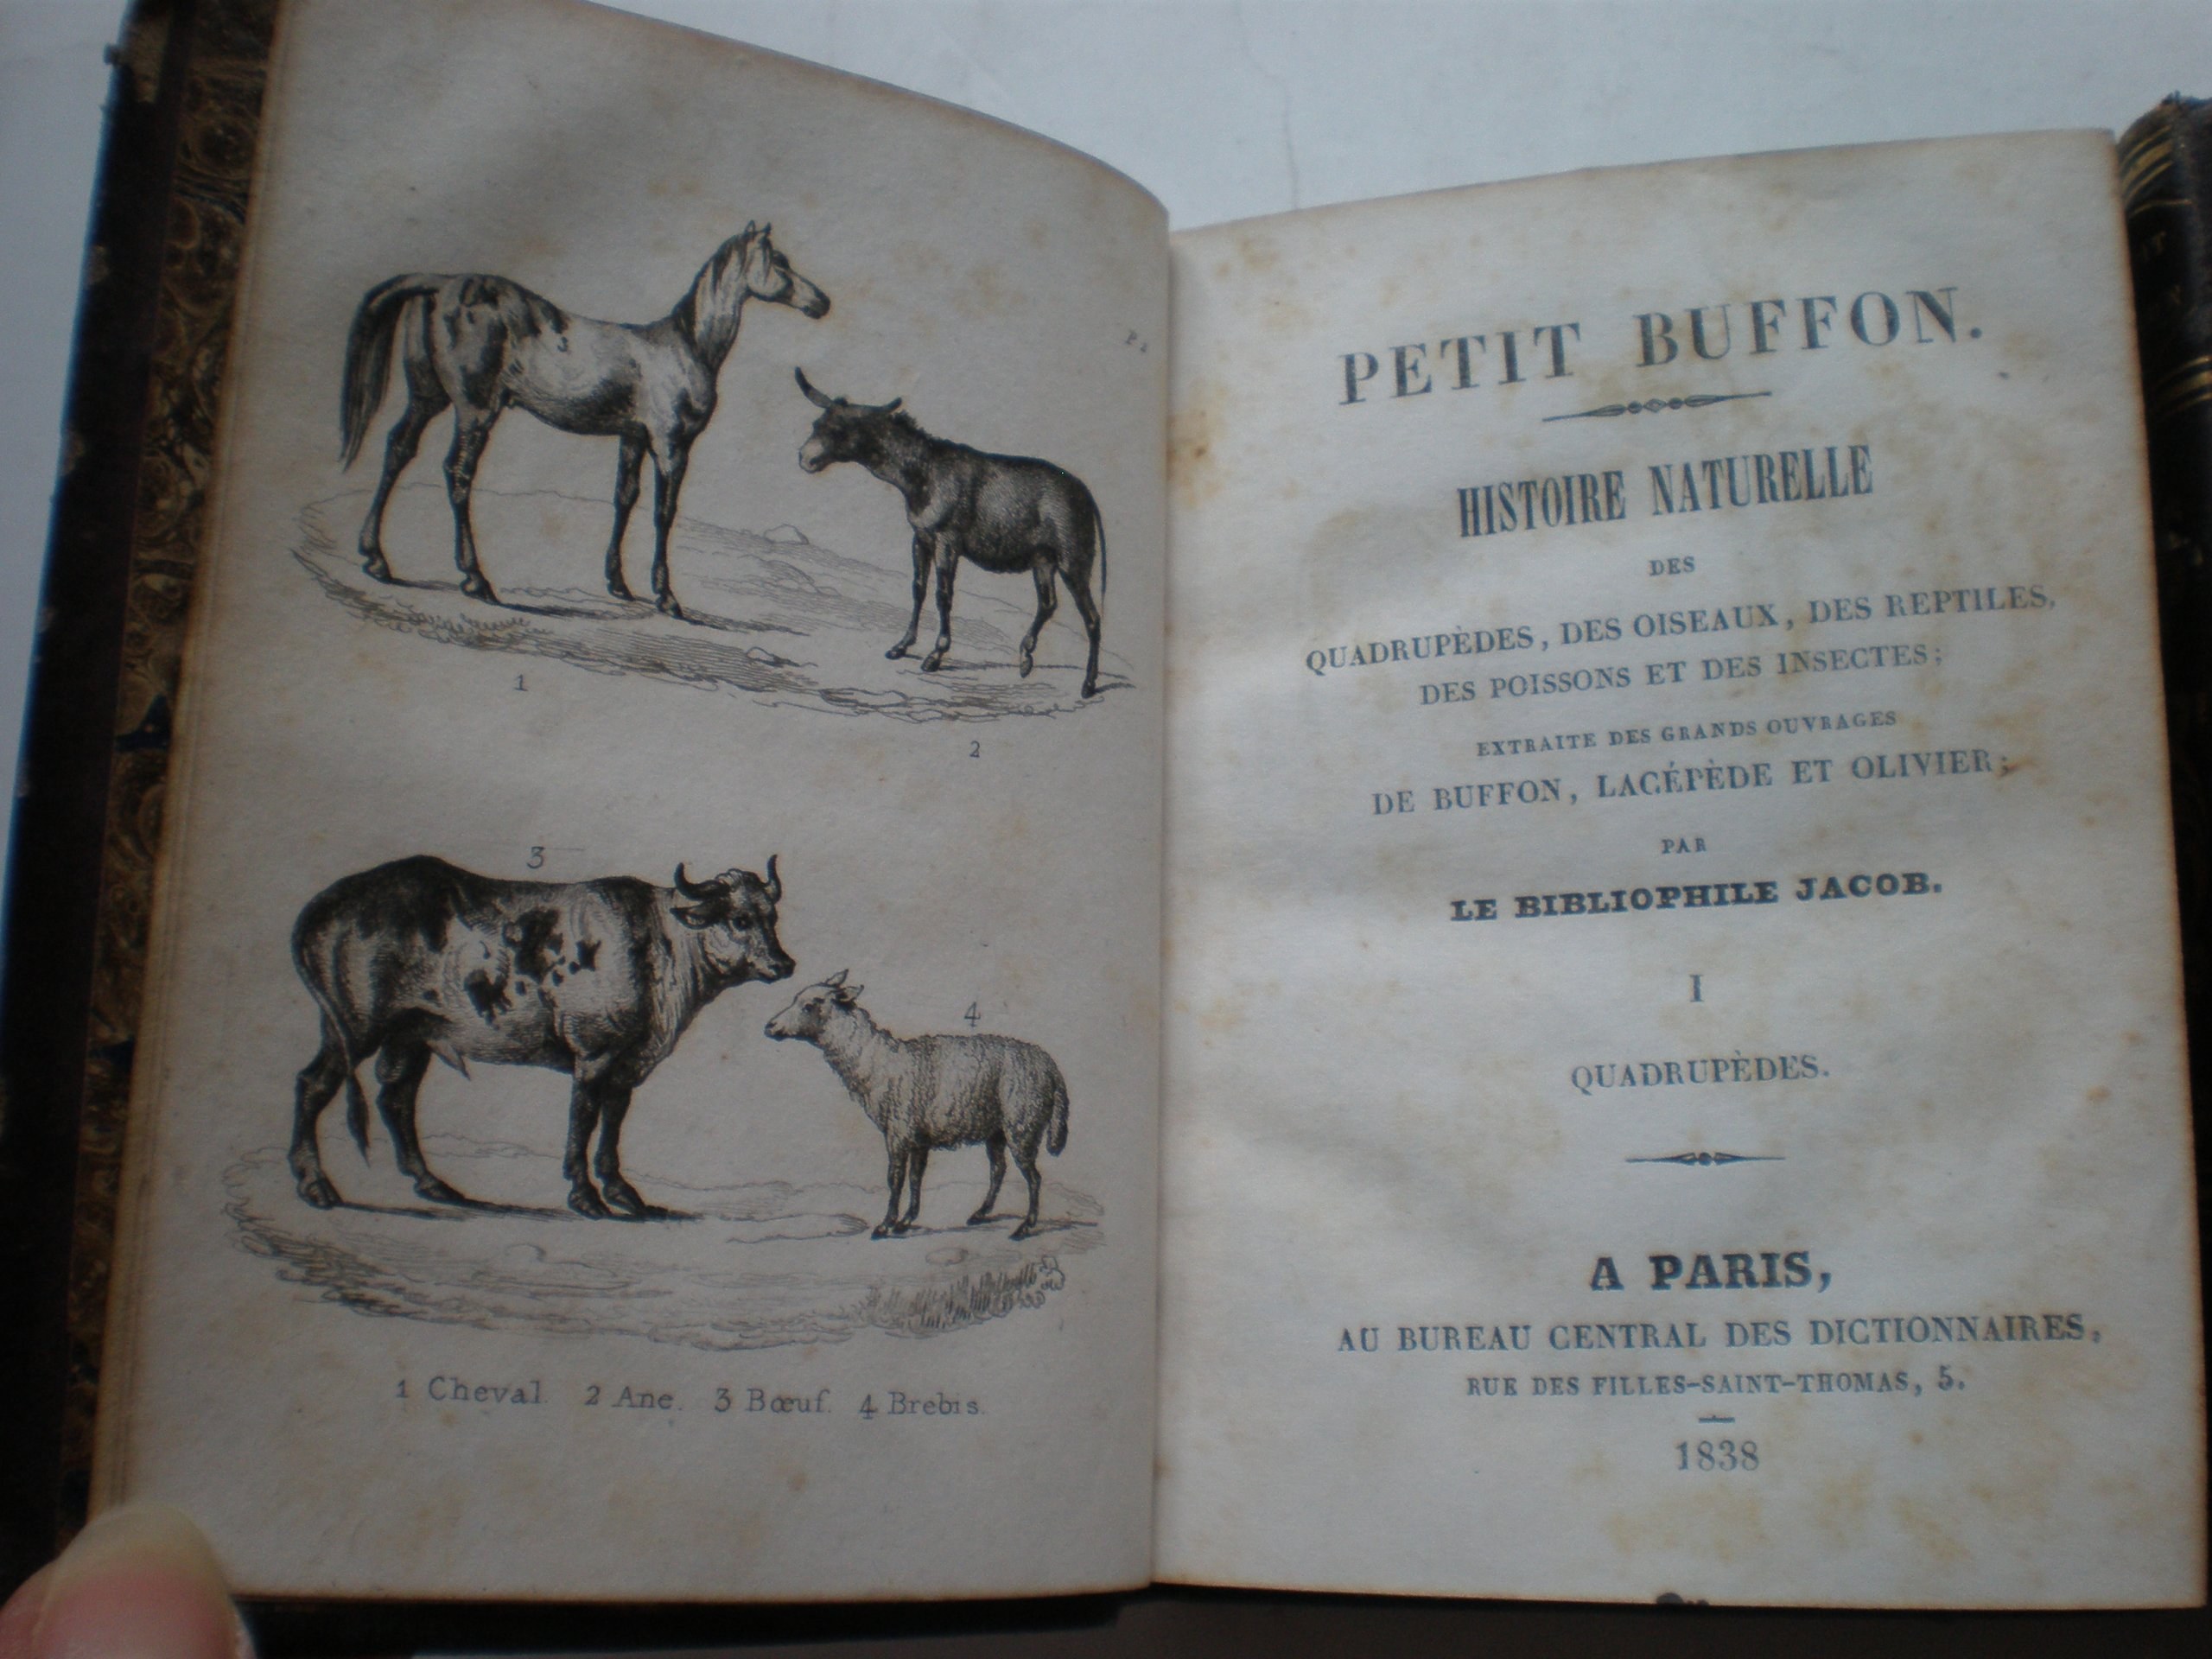 1
2
3
4
1 Cheval. 2 Ane. 3 Bœuf. 4 Brebis.
PETIT BUFFON.
HISTOIRE NATURELLE
DES
QUADRUPÈDES, DES OISEAUX, DES REPTILES,
DES POISSONS ET DES INSECTES;
EXTRAITE DES GRANDS OUVRAGES
DE BUFFON, LACÉPÈDE ET OLIVIER;
PAR
LE BIBLIOPHILE JACOB.
I
QUADRUPÈDES.
A PARIS,
AU BUREAU CENTRAL DES DICTIONNAIRES,
RUE DES FILLES-SAINT-THOMAS, 5.
1838